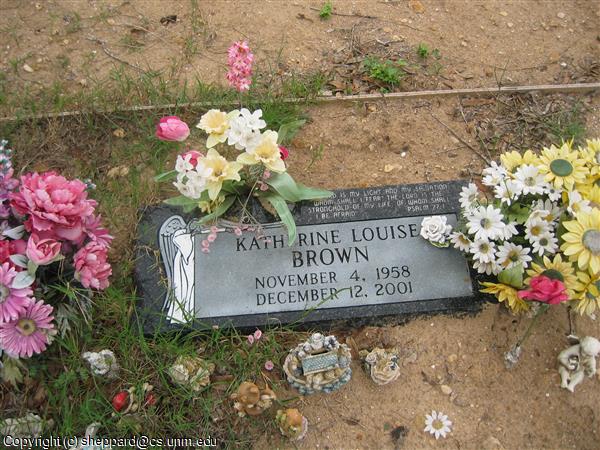 IS MY LIGHT AND MY SALVATION
WHOM SHALL I FEAR? THE LORD IS THE
STRONGHOLD OF MY LIFE OF WHOM SHALL
I BE AFRAID? PSALM 27:1
KATHRINE LOUISE
BROWN
NOVEMBER 4, 1958
DECEMBER 12, 2001
Copyright (c) sheppard@cs.unm.edu